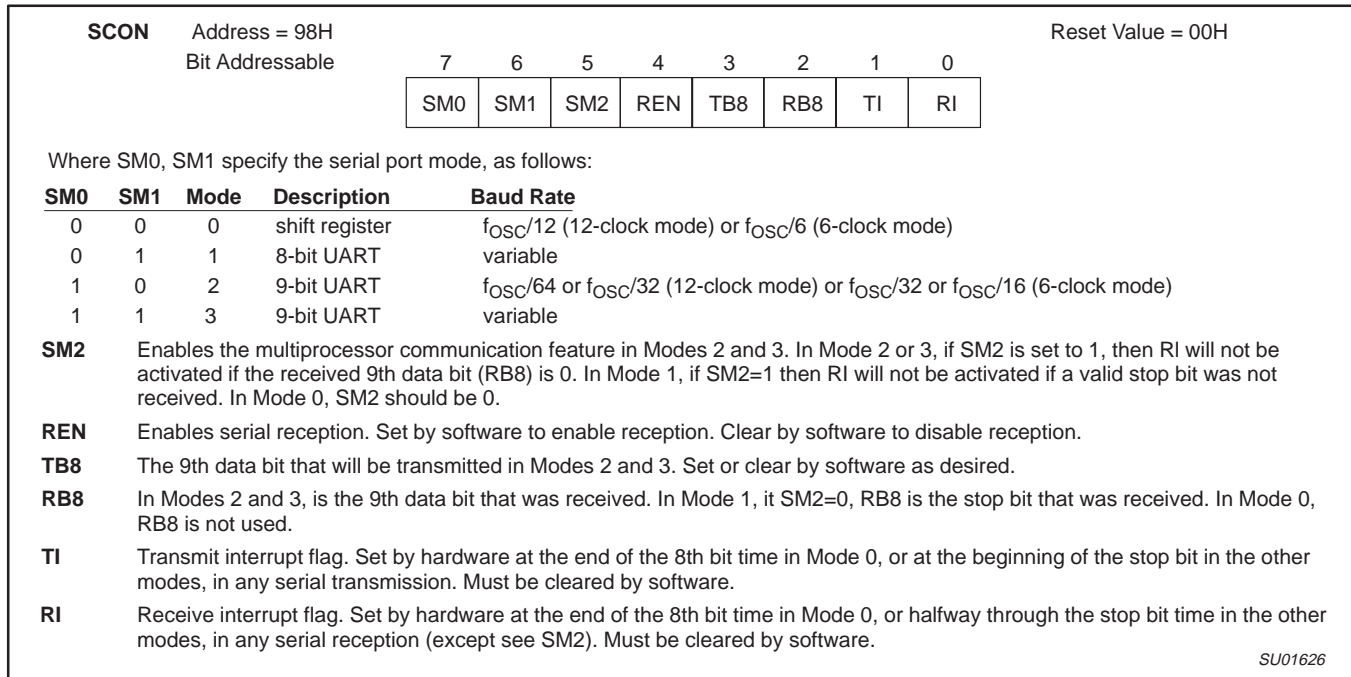 SCON Address = 98H Reset Value = 00H
Bit Addressable 7 6 5 4 3 2 1 0
SM0 SM1 SM2 REN TB8 RB8 TI RI
Where SM0, SM1 specify the serial port mode, as follows:
SM0 SM1 Mode Description Baud Rate
0 0 0 shift register fOSC/12 (12-clock mode) or fOSC/6 (6-clock mode)
0 1 1 8-bit UART variable
1 0 2 9-bit UART fOSC/64 or fOSC/32 (12-clock mode) or fOSC/32 or fOSC/16 (6-clock mode)
1 1 3 9-bit UART variable
SM2 Enables the multiprocessor communication feature in Modes 2 and 3. In Mode 2 or 3, if SM2 is set to 1, then Rl will not be
activated if the received 9th data bit (RB8) is 0. In Mode 1, if SM2=1 then RI will not be activated if a valid stop bit was not
received. In Mode 0, SM2 should be 0.
REN Enables serial reception. Set by software to enable reception. Clear by software to disable reception.
TB8 The 9th data bit that will be transmitted in Modes 2 and 3. Set or clear by software as desired.
RB8 In Modes 2 and 3, is the 9th data bit that was received. In Mode 1, it SM2=0, RB8 is the stop bit that was received. In Mode 0,
RB8 is not used.
TI Transmit interrupt flag. Set by hardware at the end of the 8th bit time in Mode 0, or at the beginning of the stop bit in the other
modes, in any serial transmission. Must be cleared by software.
RI Receive interrupt flag. Set by hardware at the end of the 8th bit time in Mode 0, or halfway through the stop bit time in the other
modes, in any serial reception (except see SM2). Must be cleared by software.
SU01626